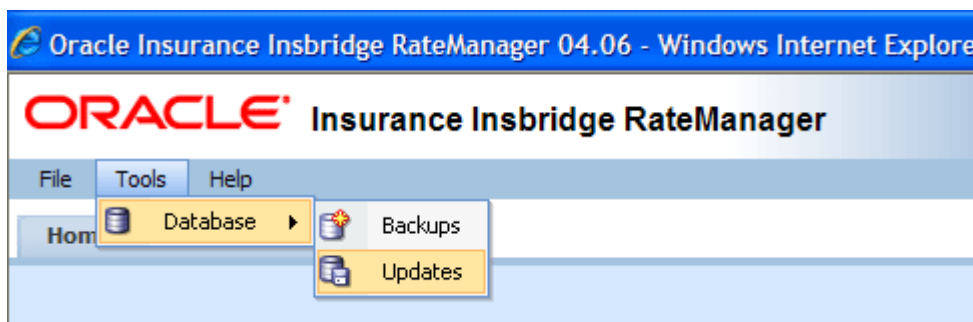 Oracle Insurance Insbridge RateManager 04.06 - Windows Internet Explore
ORACLE Insurance Insbridge RateManager
File Tools Help
Hom Database Backups
Updates